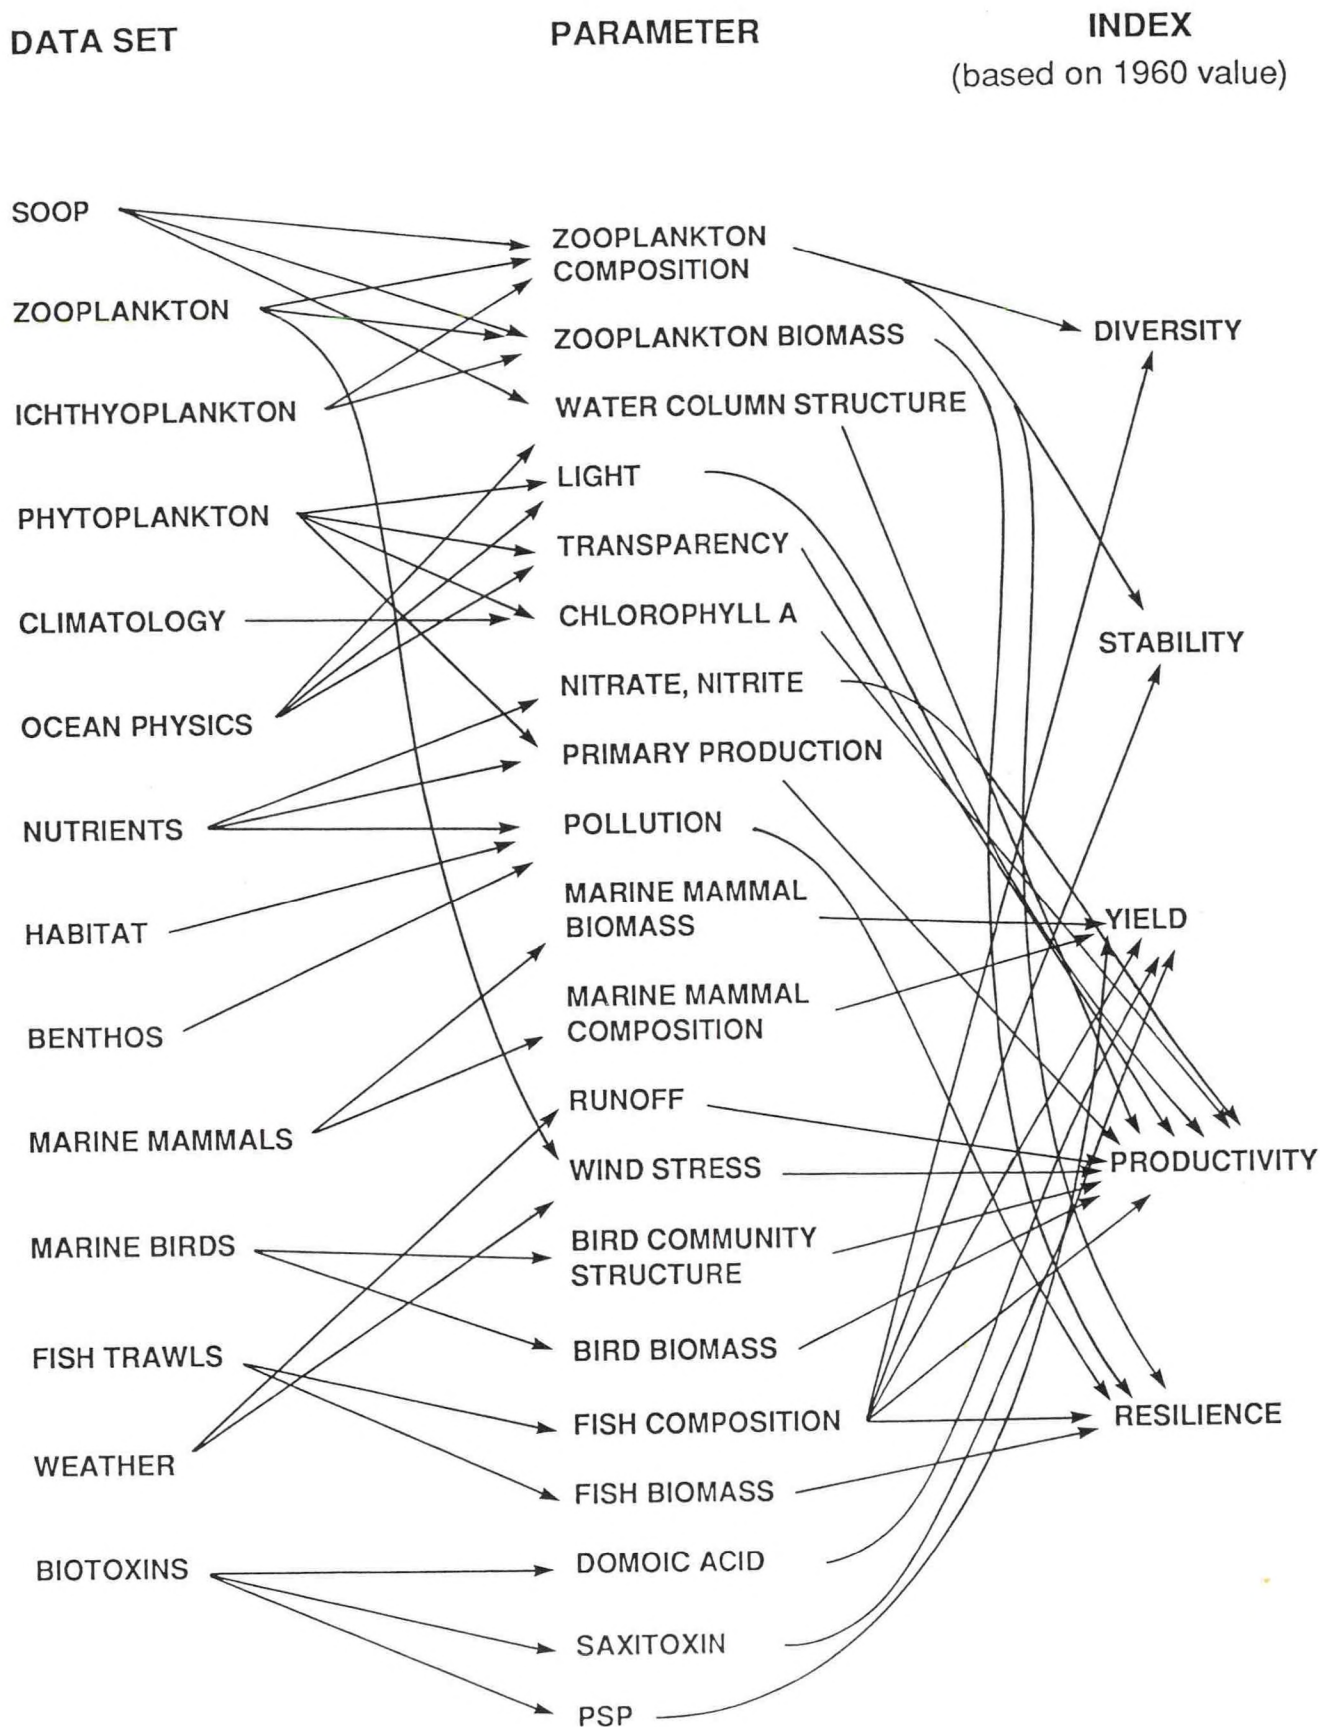 DATA SET
PARAMETER
INDEX
(based on 1960 value)
SOOP
ZOOPLANKTON
ICHTHYOPLANKTON
PHYTOPLANKTON
CLIMATOLOGY
OCEAN PHYSICS
NUTRIENTS
HABITAT
BENTHOS
MARINE MAMMALS
MARINE BIRDS
FISH TRAWLS
WEATHER
BIOTOXINS
ZOOPLANKTON
COMPOSITION
ZOOPLANKTON BIOMASS
WATER COLUMN STRUCTURE
LIGHT
TRANSPARENCY
CHLOROPHYLL A
NITRATE, NITRITE
PRIMARY PRODUCTION
POLLUTION
MARINE MAMMAL
BIOMASS
MARINE MAMMAL
COMPOSITION
RUNOFF
WIND STRESS
BIRD COMMUNITY
STRUCTURE
BIRD BIOMASS
FISH COMPOSITION
FISH BIOMASS
DOMOIC ACID
SAXITOXIN
PSP
DIVERSITY
STABILITY
YIELD
PRODUCTIVITY
RESILIENCE